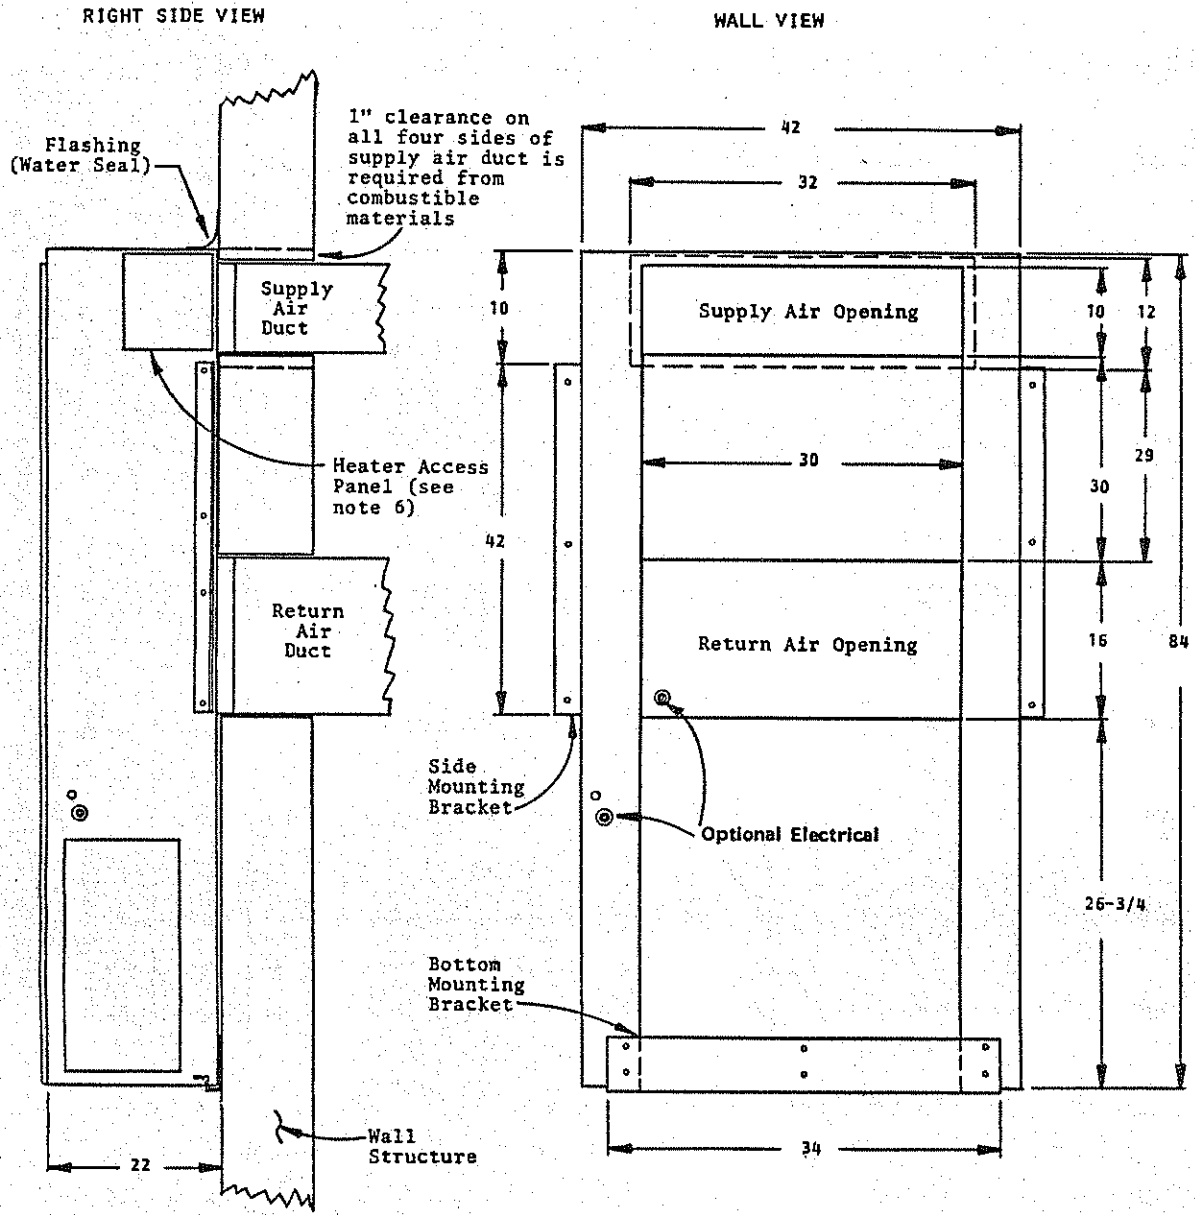 RIGHT SIDE VIEW
WALL VIEW
Flashing
(Water Seal)
1" clearance on
all four sides of
supply air duct is
required from
combustible
materials
42
32
Supply
Air
Duct
10
Supply Air Opening
10
12
Heater Access
Panel (see
note 6)
30
29
30
42
Return
Air
Duct
Return Air Opening
16
84
Side
Mounting
Bracket
Optional Electrical
26-3/4
Bottom
Mounting
Bracket
Wall
Structure
22
34